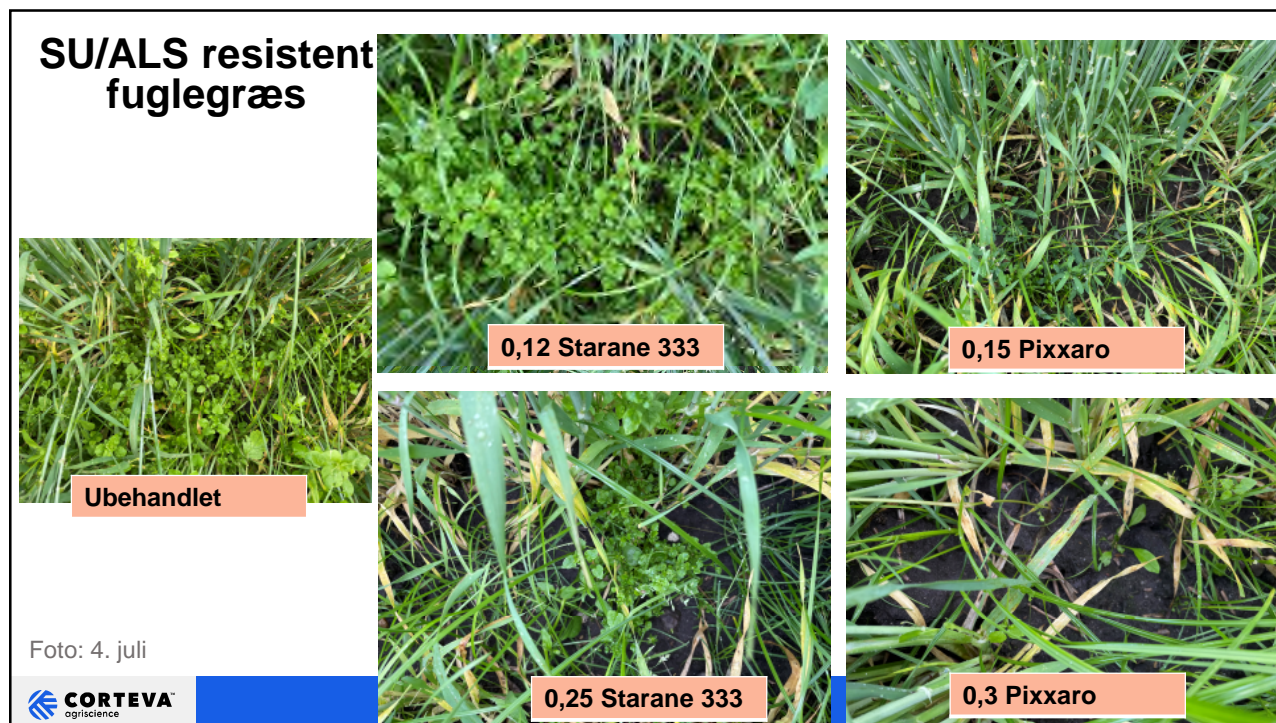 SU/ALS resistent
fuglegræs
Ubehandlet
0,12 Starane 333
0,15 Pixxaro
0,25 Starane 333
0,3 Pixxaro
Foto: 4. juli
CORTEVA™
agriscience